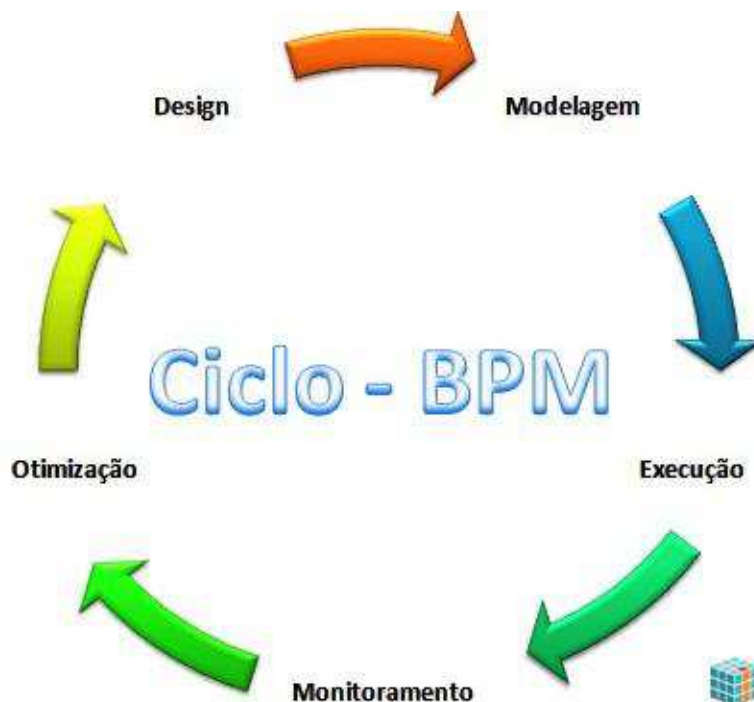 Design
Modelagem
Ciclo - BPM
Otimização
Execução
Monitoramento